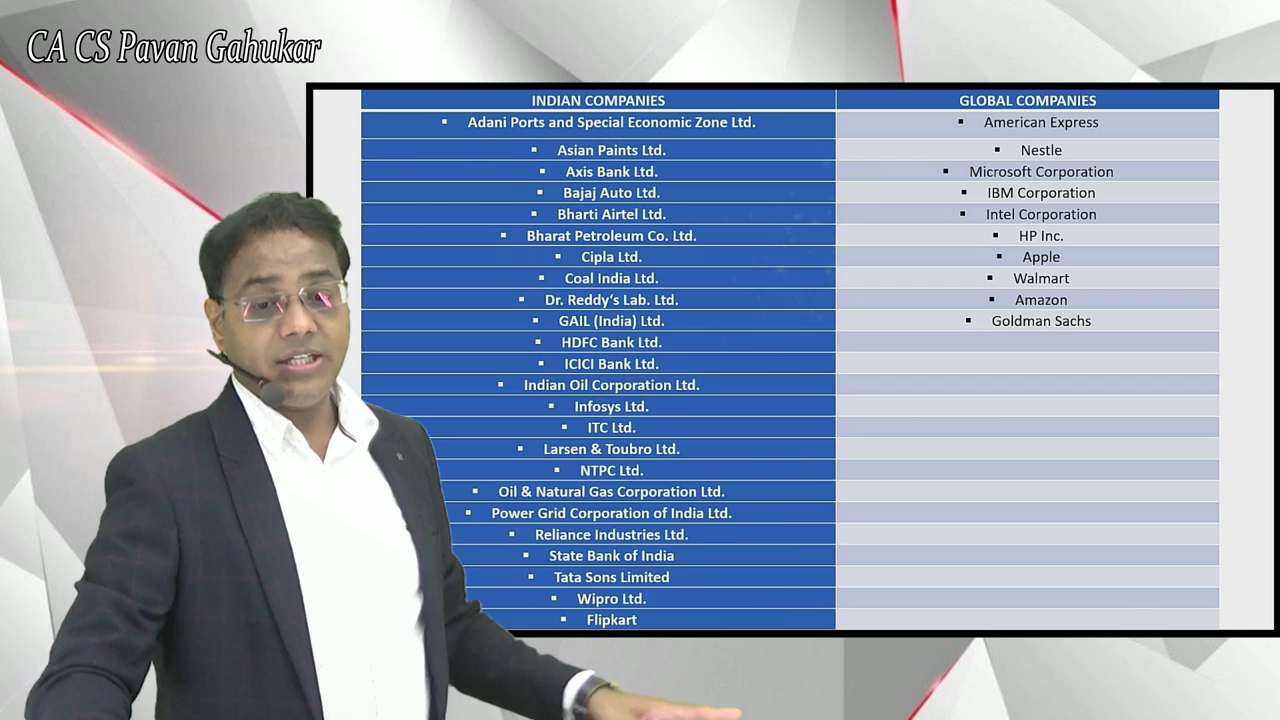 CA CS Pavan Gahukar
INDIAN COMPANIES GLOBAL COMPANIES
▪ Adani Ports and Special Economic Zone Ltd. ▪ American Express
▪ Asian Paints Ltd. ▪ Nestle
▪ Axis Bank Ltd. ▪ Microsoft Corporation
▪ Bajaj Auto Ltd. ▪ IBM Corporation
▪ Bharti Airtel Ltd. ▪ Intel Corporation
▪ Bharat Petroleum Co. Ltd. ▪ HP Inc.
▪ Cipla Ltd. ▪ Apple
▪ Coal India Ltd. ▪ Walmart
▪ Dr. Reddy‘s Lab. Ltd. ▪ Amazon
▪ GAIL (India) Ltd. ▪ Goldman Sachs
▪ HDFC Bank Ltd.
▪ ICICI Bank Ltd.
▪ Indian Oil Corporation Ltd.
▪ Infosys Ltd.
▪ ITC Ltd.
▪ Larsen & Toubro Ltd.
▪ NTPC Ltd.
▪ Oil & Natural Gas Corporation Ltd.
▪ Power Grid Corporation of India Ltd.
▪ Reliance Industries Ltd.
▪ State Bank of India
▪ Tata Sons Limited
▪ Wipro Ltd.
▪ Flipkart